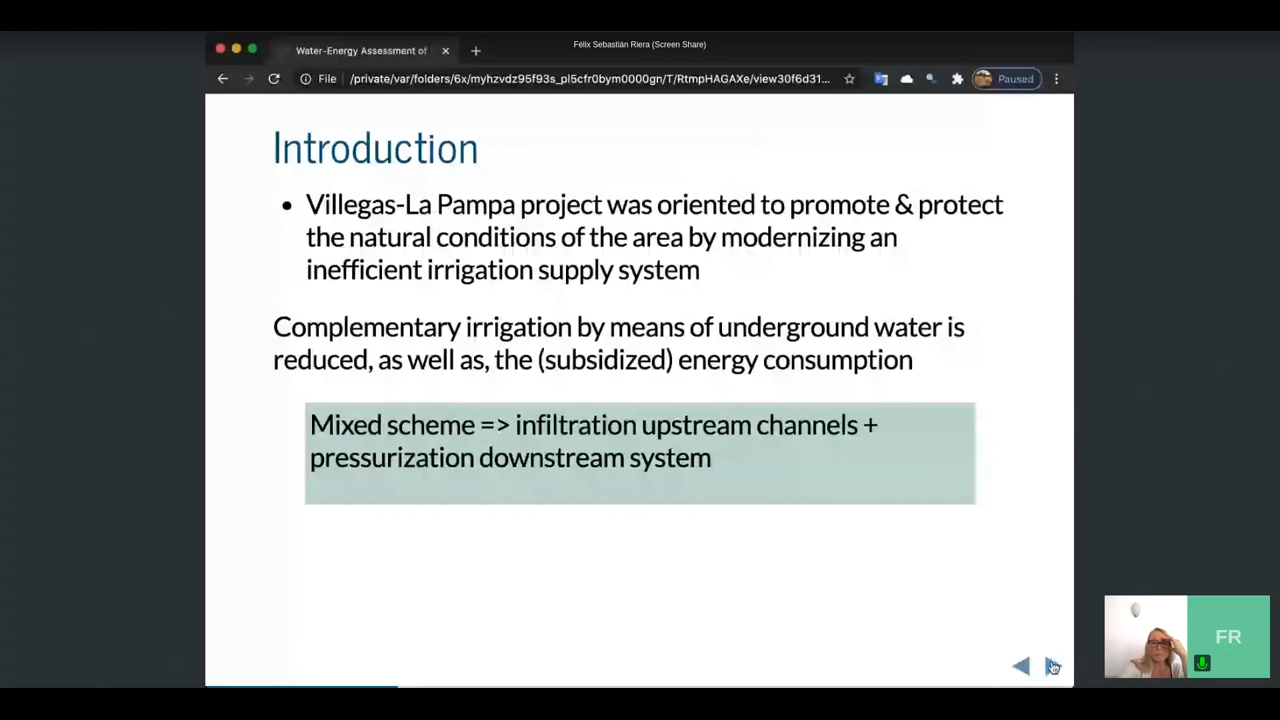 Félix Sebastián Riera (Screen Share)
Water-Energy Assessment of
File
/private/var/folders/6x/myhzvdz95f93s_pl5cfr0bym0000gn/T/RtmpHAGAXe/view30f6d31...
Paused
Introduction
• Villegas-La Pampa project was oriented to promote & protect
the natural conditions of the area by modernizing an
inefficient irrigation supply system
Complementary irrigation by means of underground water is
reduced, as well as, the (subsidized) energy consumption
Mixed scheme => infiltration upstream channels +
pressurization downstream system
FR